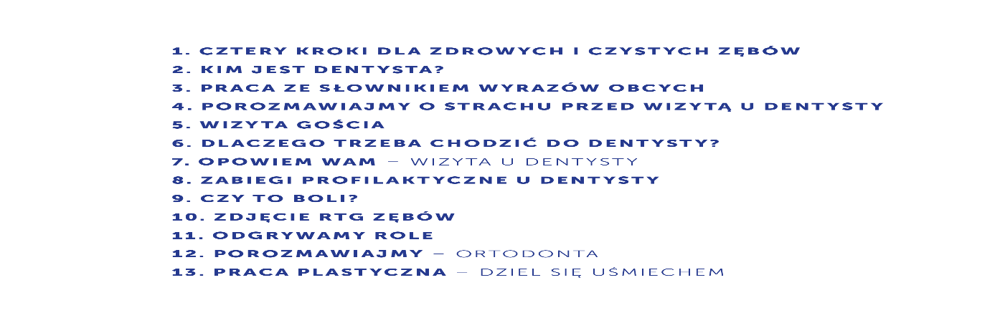 1. CZTERY KROKI DLA ZDROWYCH I CZYSTYCH ZĘBÓW
2. KIM JEST DENTYSTA?
3. PRACA ZE SŁOWNIKIEM WYRAZÓW OBCYCH
4. POROZMAWIAJMY O STRACHU PRZED WIZYTĄ U DENTYSTY
5. WIZYTA GOŚCIA
6. DLACZEGO TRZEBA CHODZIĆ DO DENTYSTY?
7. OPOWIEM WAM – WIZYTA U DENTYSTY
8. ZABIEGI PROFILAKTYCZNE U DENTYSTY
9. CZY TO BOLI?
10. ZDJĘCIE RTG ZĘBÓW
11. ODGRYWAMY ROLE
12. POROZMAWIAJMY – ORTODONTA
13. PRACA PLASTYCZNA – DZIEL SIĘ UŚMIECHEM